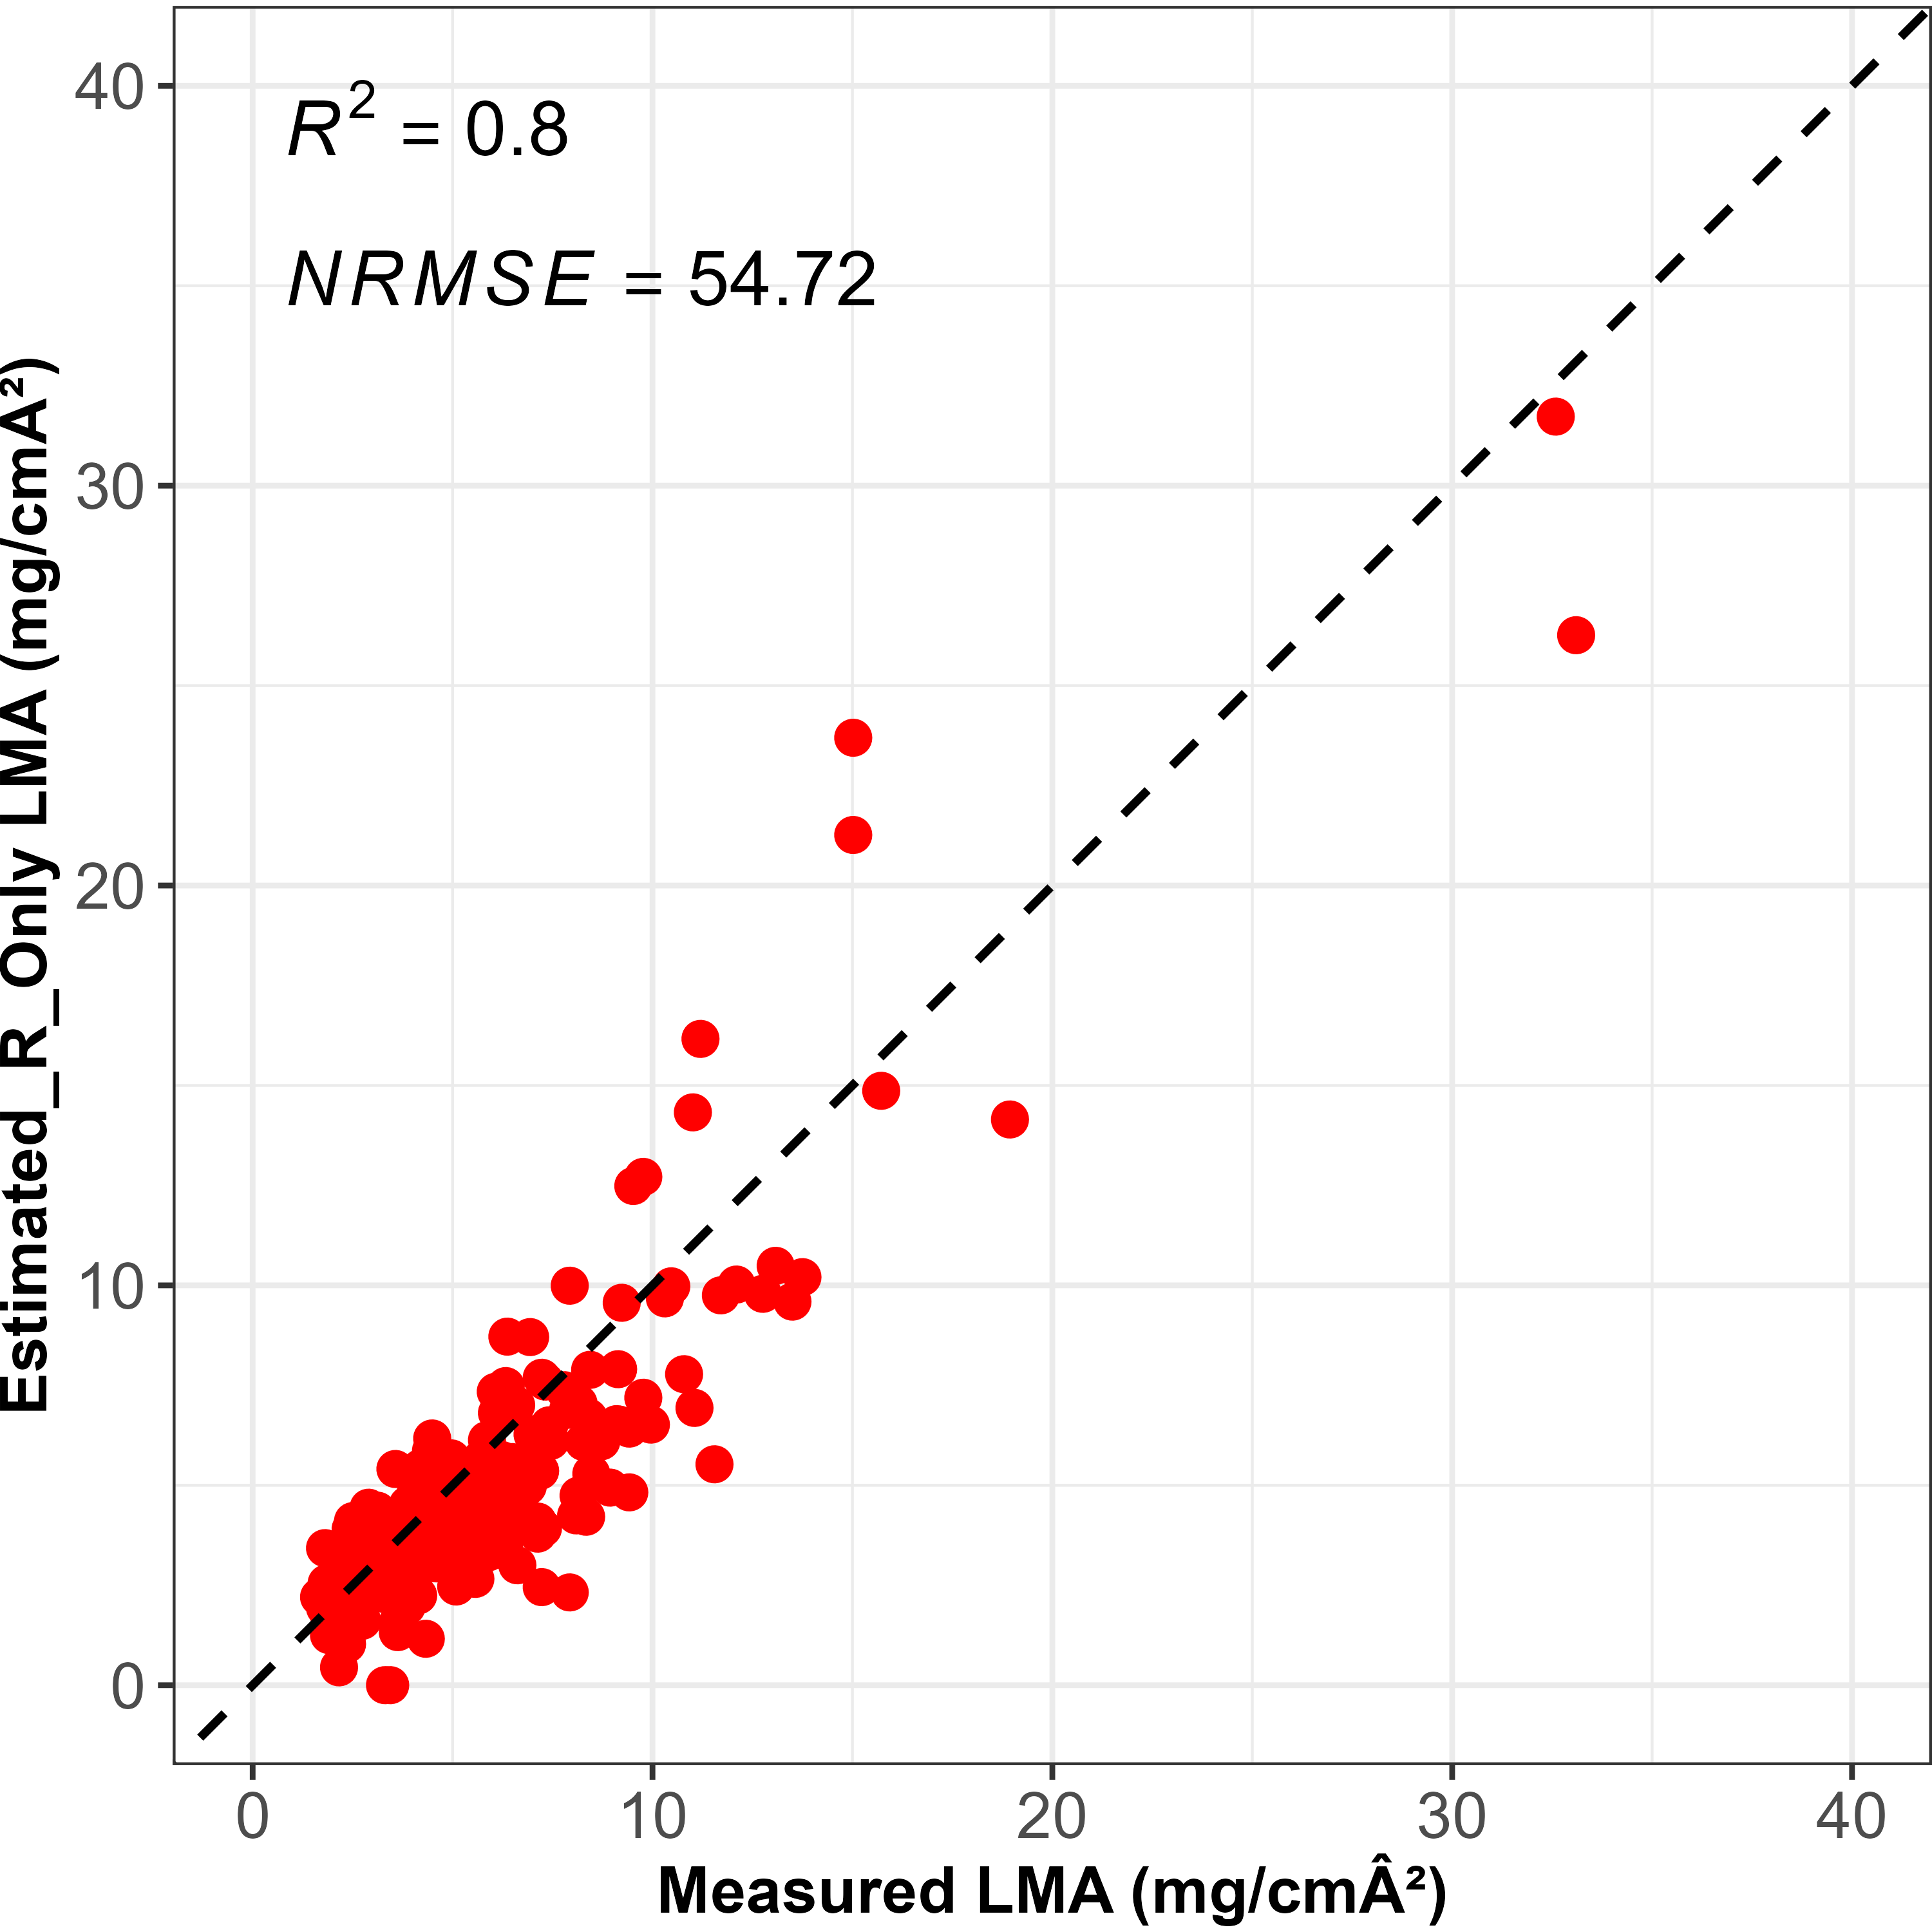 R² = 0.8
NRMSE = 54.72
Estimated_R_Only LMA (mg/cmÂ²)
40
30
20
10
0
0 10 20 30 40
Measured LMA (mg/cmÂ²)